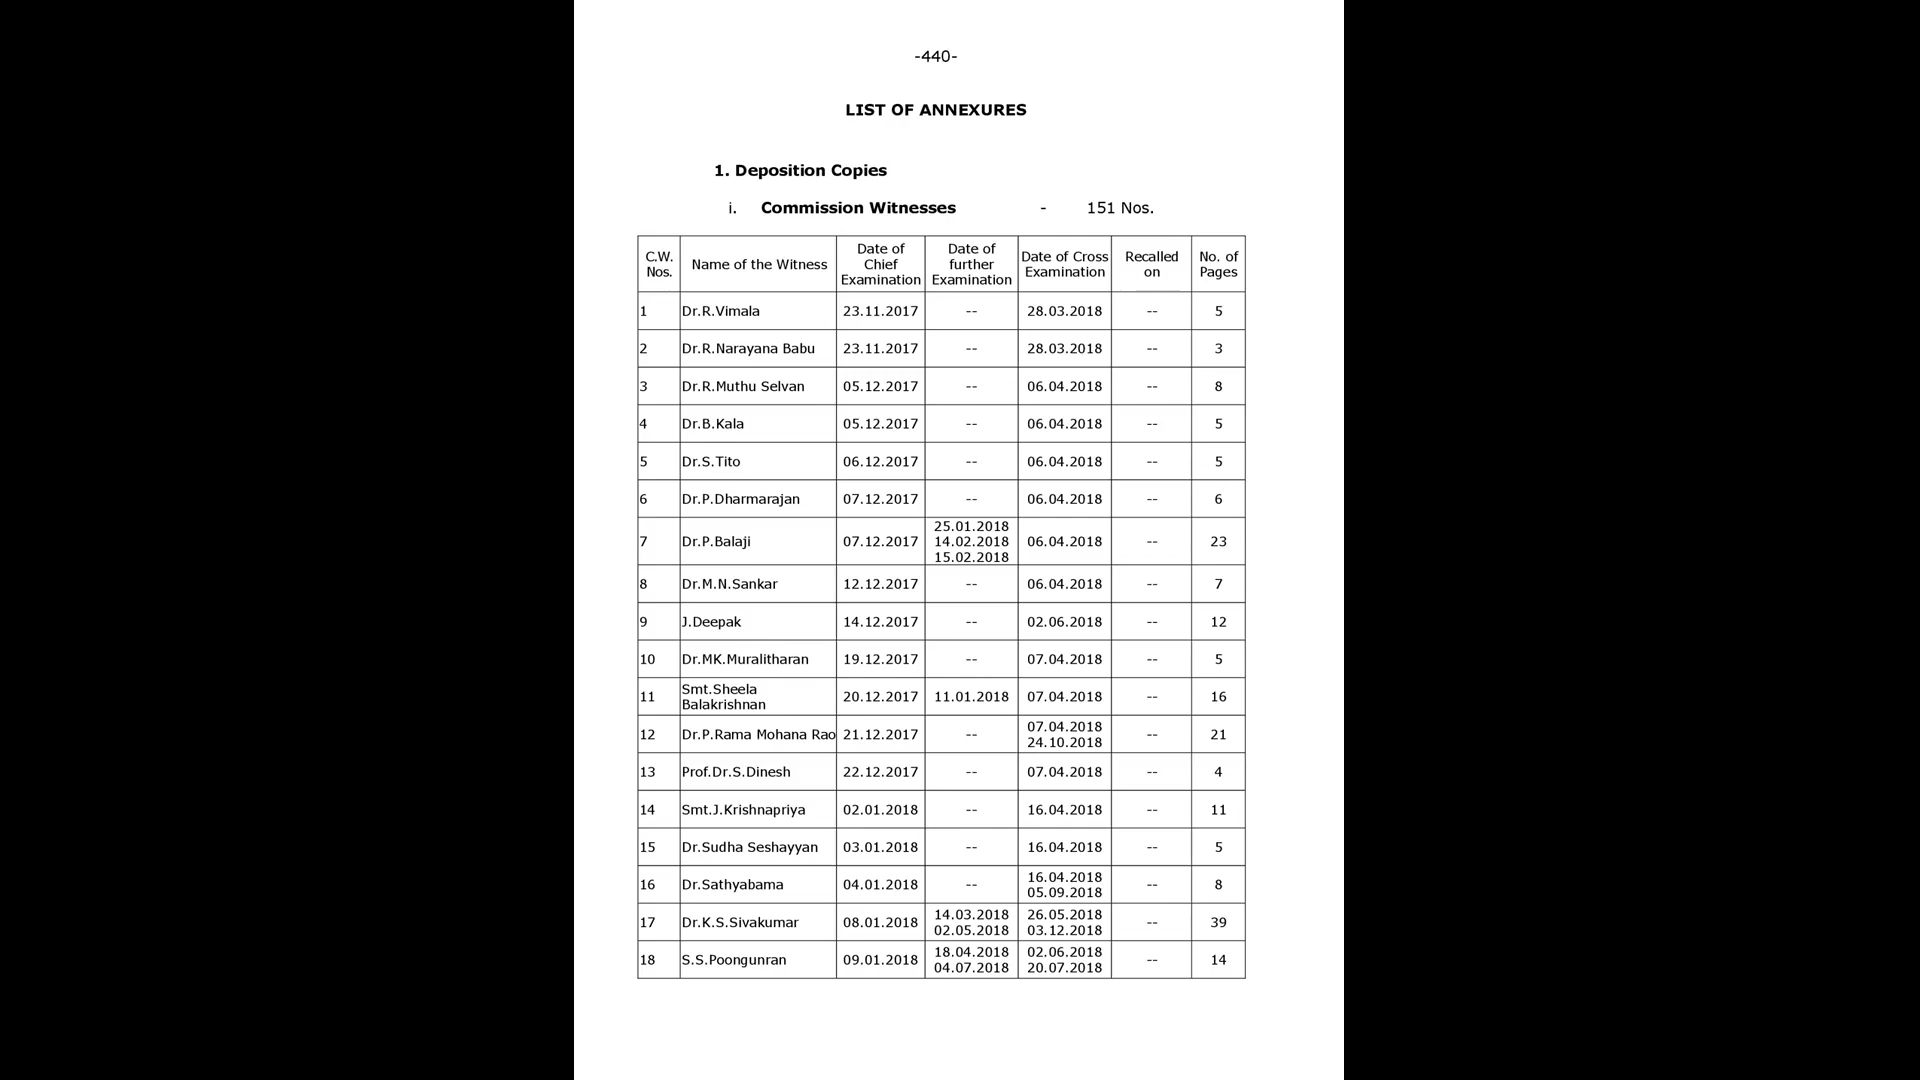 -440-
LIST OF ANNEXURES
1. Deposition Copies
i. Commission Witnesses - 151 Nos.
C.W. Nos. Name of the Witness Date of Chief Examination Date of further Examination Date of Cross Examination Recalled on No. of Pages
1 Dr.R.Vimala 23.11.2017 -- 28.03.2018 -- 5
2 Dr.R.Narayana Babu 23.11.2017 -- 28.03.2018 -- 3
3 Dr.R.Muthu Selvan 05.12.2017 -- 06.04.2018 -- 8
4 Dr.B.Kala 05.12.2017 -- 06.04.2018 -- 5
5 Dr.S.Tito 06.12.2017 -- 06.04.2018 -- 5
6 Dr.P.Dharmarajan 07.12.2017 -- 06.04.2018 -- 6
7 Dr.P.Balaji 07.12.2017 25.01.2018 14.02.2018 15.02.2018 06.04.2018 -- 23
8 Dr.M.N.Sankar 12.12.2017 -- 06.04.2018 -- 7
9 J.Deepak 14.12.2017 -- 02.06.2018 -- 12
10 Dr.MK.Muralitharan 19.12.2017 -- 07.04.2018 -- 5
11 Smt.Sheela Balakrishnan 20.12.2017 11.01.2018 07.04.2018 -- 16
12 Dr.P.Rama Mohana Rao 21.12.2017 -- 07.04.2018 24.10.2018 -- 21
13 Prof.Dr.S.Dinesh 22.12.2017 -- 07.04.2018 -- 4
14 Smt.J.Krishnapriya 02.01.2018 -- 16.04.2018 -- 11
15 Dr.Sudha Seshayyan 03.01.2018 -- 16.04.2018 -- 5
16 Dr.Sathyabama 04.01.2018 -- 16.04.2018 05.09.2018 -- 8
17 Dr.K.S.Sivakumar 08.01.2018 14.03.2018 02.05.2018 26.05.2018 03.12.2018 -- 39
18 S.S.Poongunran 09.01.2018 18.04.2018 04.07.2018 02.06.2018 20.07.2018 -- 14